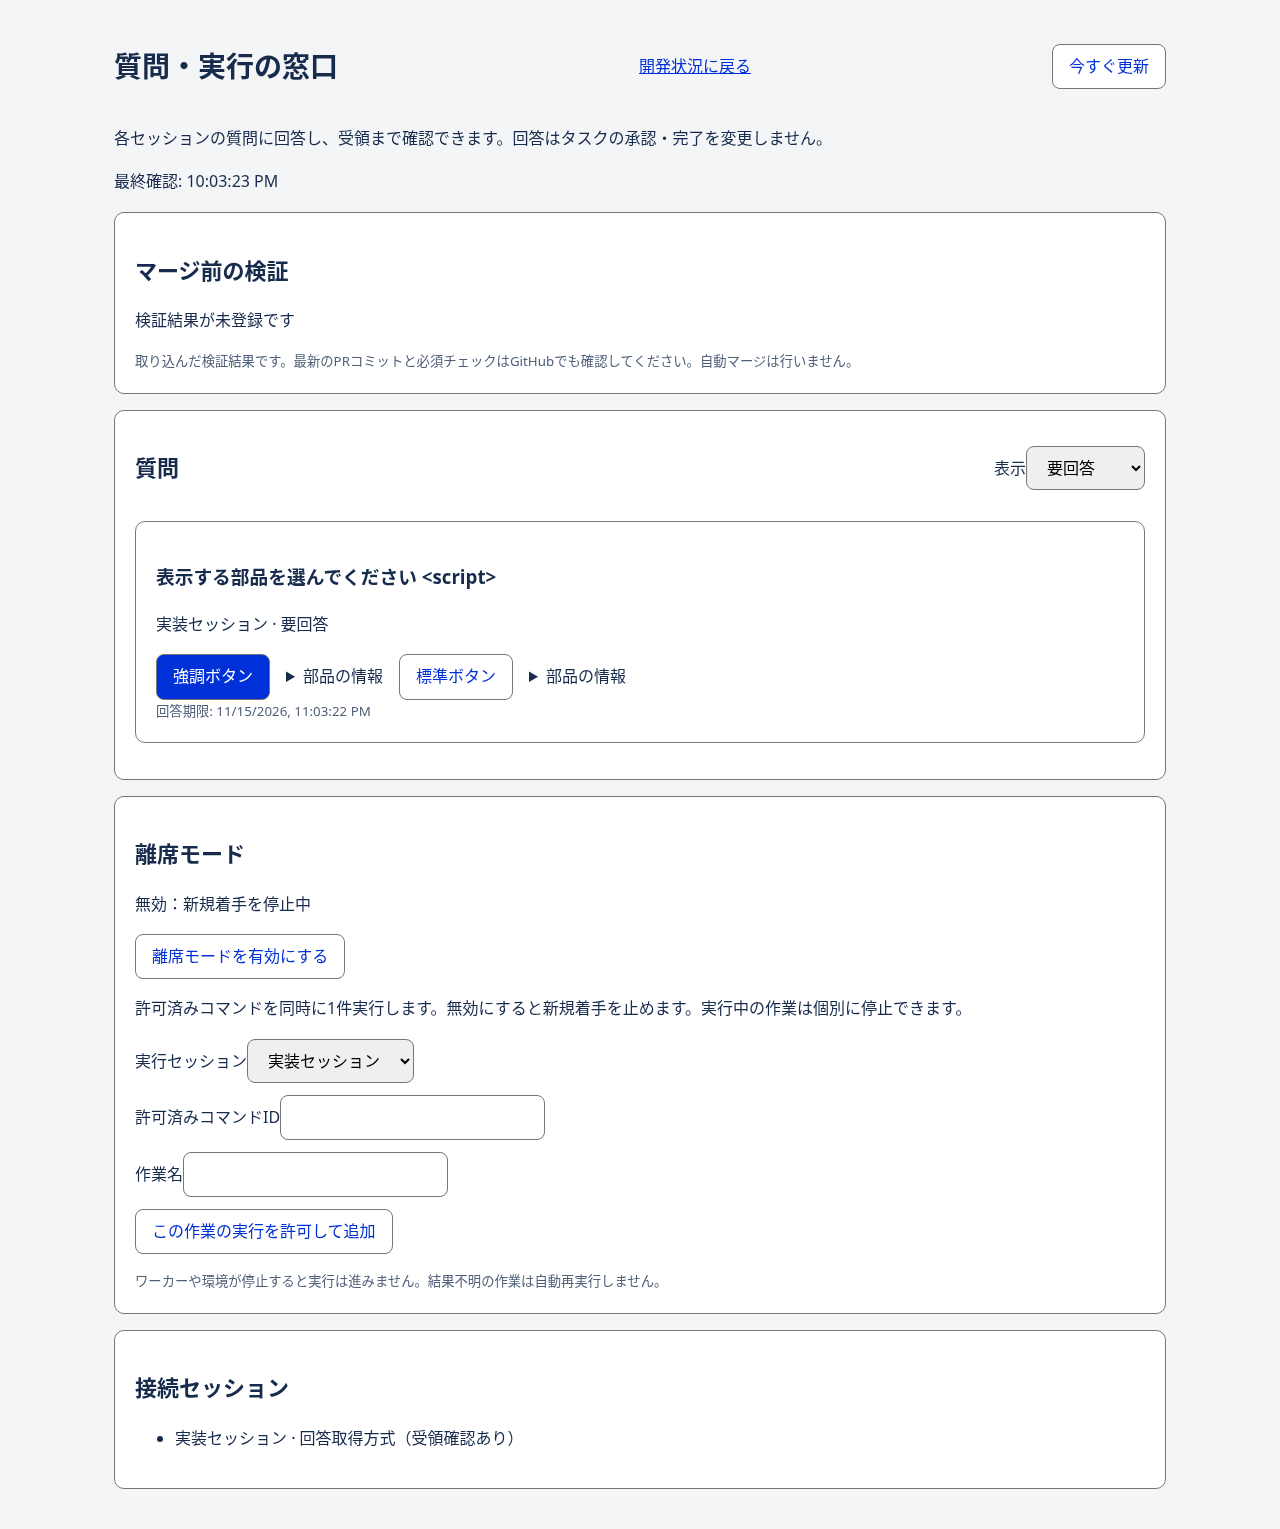 質問・実行の窓口
開発状況に戻る
今すぐ更新
各セッションの質問に回答し、受領まで確認できます。回答はタスクの承認・完了を変更しません。
最終確認: 10:03:23 PM
マージ前の検証
検証結果が未登録です
取り込んだ検証結果です。最新のPRコミットと必須チェックはGitHubでも確認してください。自動マージは行いません。
質問
表示 要回答
表示する部品を選んでください <script>
実装セッション · 要回答
強調ボタン ▶ 部品の情報 標準ボタン ▶ 部品の情報
回答期限: 11/15/2026, 11:03:22 PM
離席モード
無効：新規着手を停止中
離席モードを有効にする
許可済みコマンドを同時に1件実行します。無効にすると新規着手を止めます。実行中の作業は個別に停止できます。
実行セッション 実装セッション
許可済みコマンドID
作業名
この作業の実行を許可して追加
ワーカーや環境が停止すると実行は進みません。結果不明の作業は自動再実行しません。
接続セッション
• 実装セッション · 回答取得方式（受領確認あり）